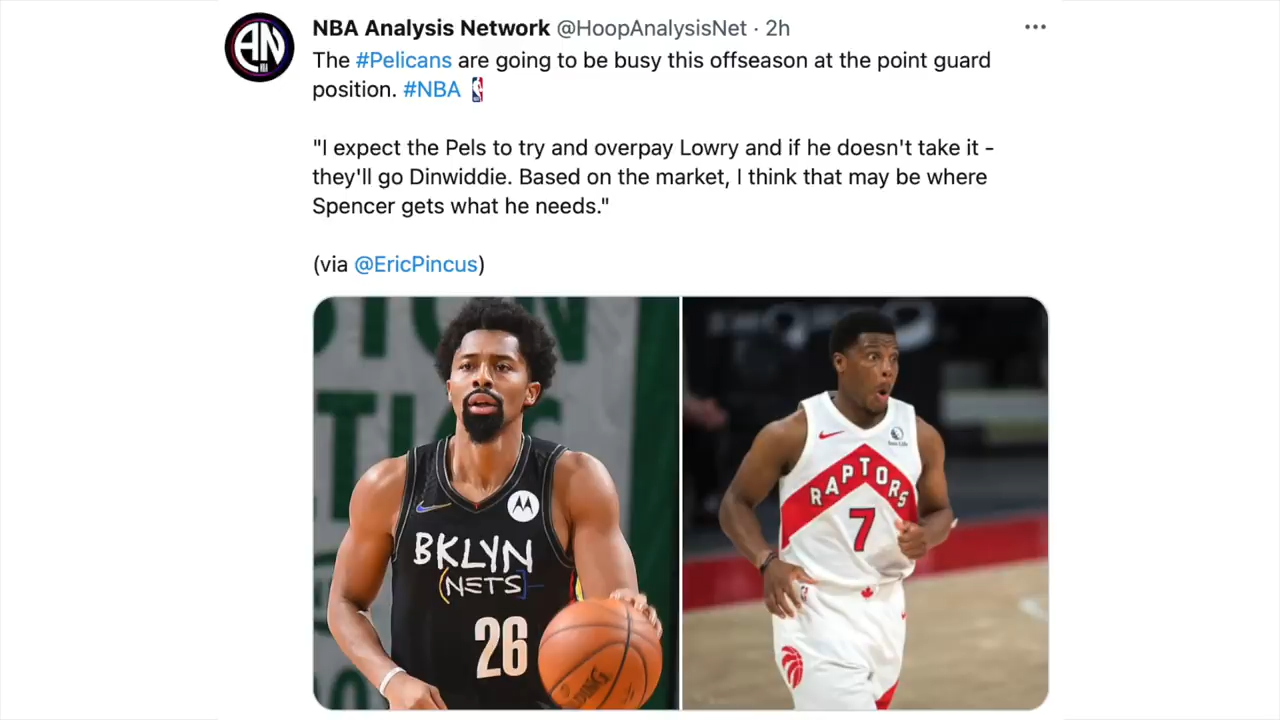 NBA Analysis Network @HoopAnalysisNet · 2h
The #Pelicans are going to be busy this offseason at the point guard
position. #NBA
"I expect the Pels to try and overpay Lowry and if he doesn't take it -
they'll go Dinwiddie. Based on the market, I think that may be where
Spencer gets what he needs."
(via @EricPincus)
AN
BKLYN
NETS
26
RAPTORS
7
Sun Life